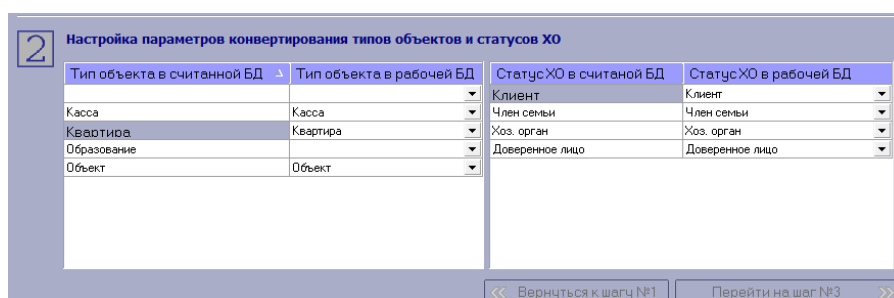 2 Настройка параметров конвертирования типов объектов и статусов ХО
Тип объекта в считанной БД Тип объекта в рабочей БД Статус ХО в считаной БД Статус ХО в рабочей БД
Клиент Клиент
Касса Касса Член семьи Член семьи
Квартира Квартира Хоз. орган Хоз. орган
Образование Доверенное лицо Доверенное лицо
Объект Объект
Вернуться к шагу №1 Перейти на шаг №3